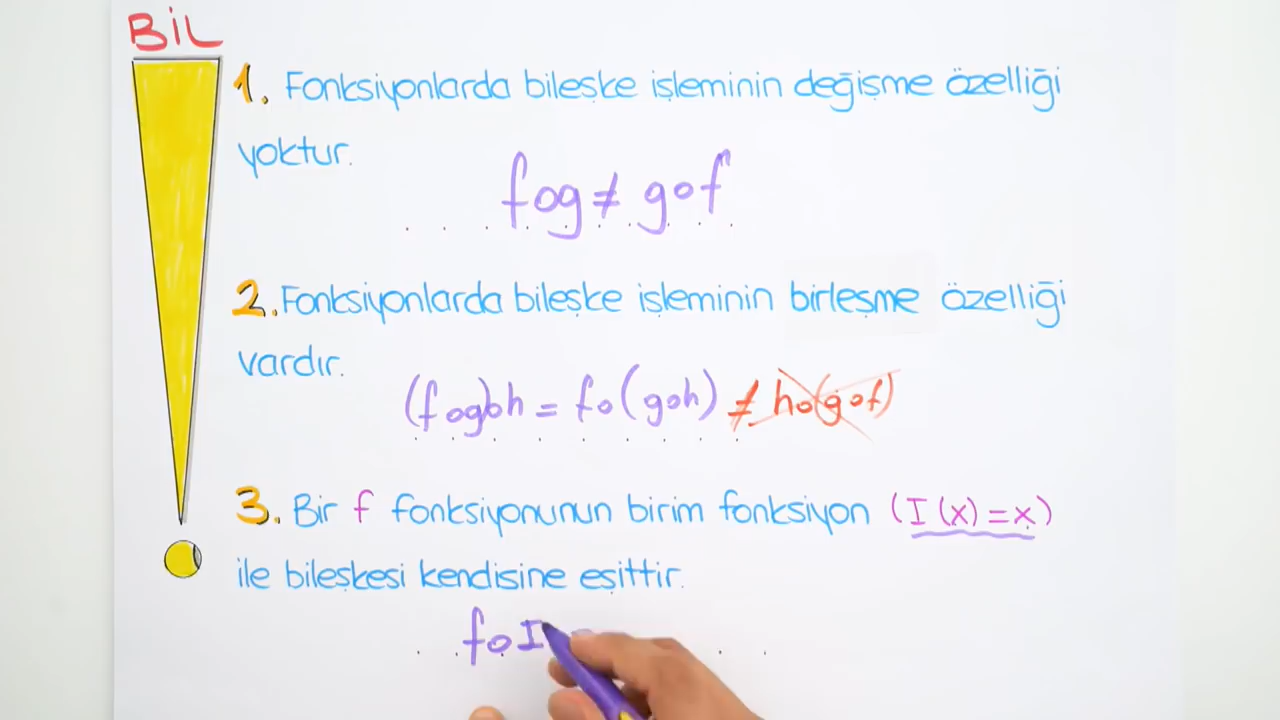 BİL
1. Fonksiyonlarda bileşke işleminin değişme özelliği
yoktur.
fog ≠ gof
2. Fonksiyonlarda bileşke işleminin birleşme özelliği
vardır.
(fog)oh = fo(goh) ≠ ho(gof)
3. Bir f fonksiyonunun birim fonksiyon (I(x)=x)
ile bileşkesi kendisine eşittir.
foI